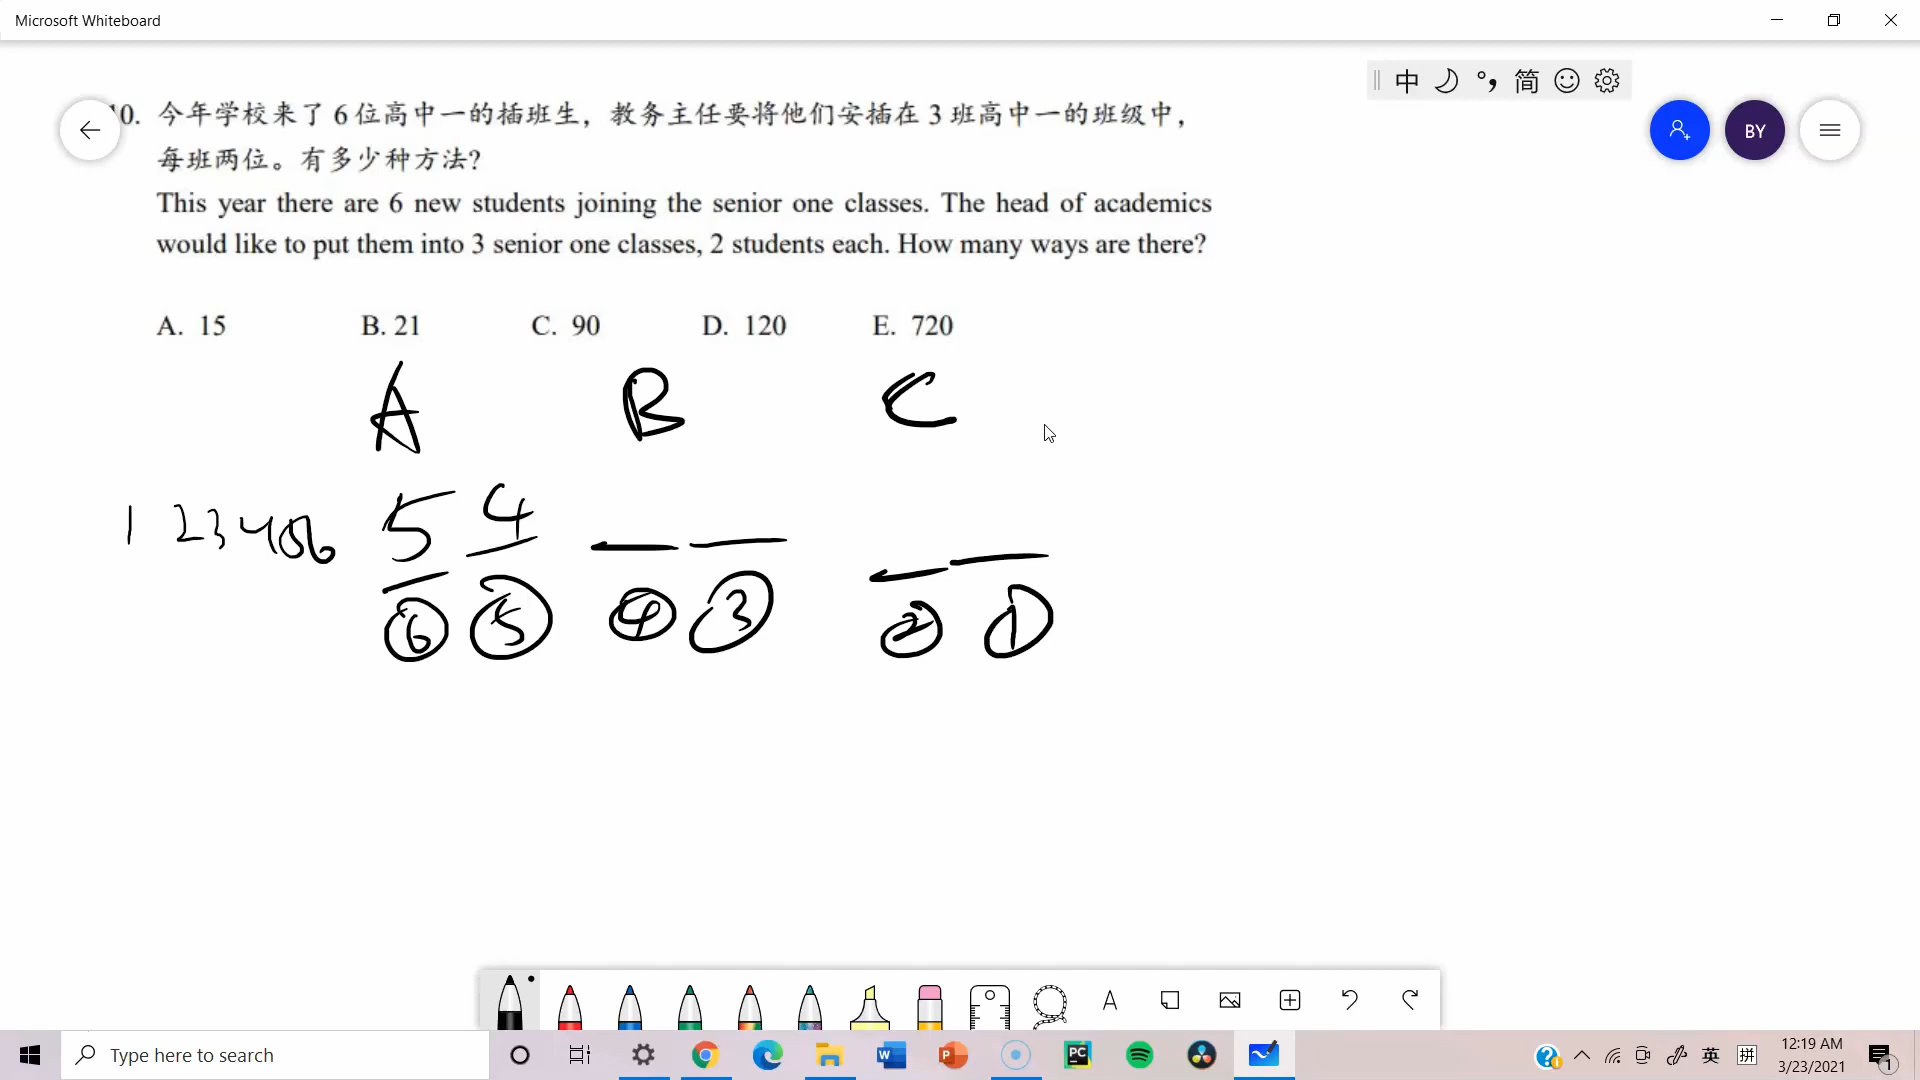 Microsoft Whiteboard
中 °, 简
BY
10. 今年学校来了 6 位高中一的插班生，教务主任要将他们安插在 3 班高中一的班级中，
每班两位。有多少种方法?
This year there are 6 new students joining the senior one classes. The head of academics
would like to put them into 3 senior one classes, 2 students each. How many ways are there?
A. 15 B. 21 C. 90 D. 120 E. 720
A B C
1 2 3 4 5 6 5 4
6 5 4 3 2 1
A
Type here to search
W P PC
英 拼
12:19 AM
3/23/2021
1